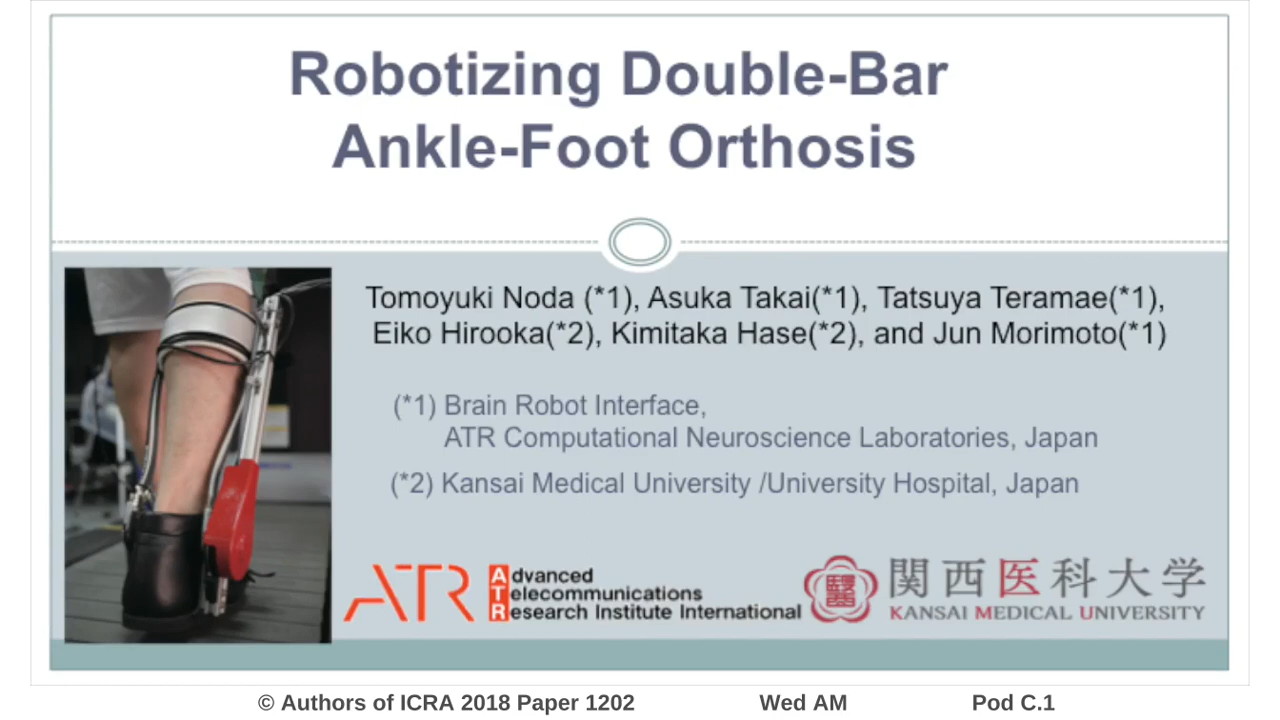 Robotizing Double-Bar
Ankle-Foot Orthosis
Tomoyuki Noda (*1), Asuka Takai(*1), Tatsuya Teramae(*1),
Eiko Hirooka(*2), Kimitaka Hase(*2), and Jun Morimoto(*1)
(*1) Brain Robot Interface,
ATR Computational Neuroscience Laboratories, Japan
(*2) Kansai Medical University /University Hospital, Japan
ATR
Advanced
Telecommunications
Research Institute International
関西医科大学
KANSAI MEDICAL UNIVERSITY
© Authors of ICRA 2018 Paper 1202 Wed AM Pod C.1